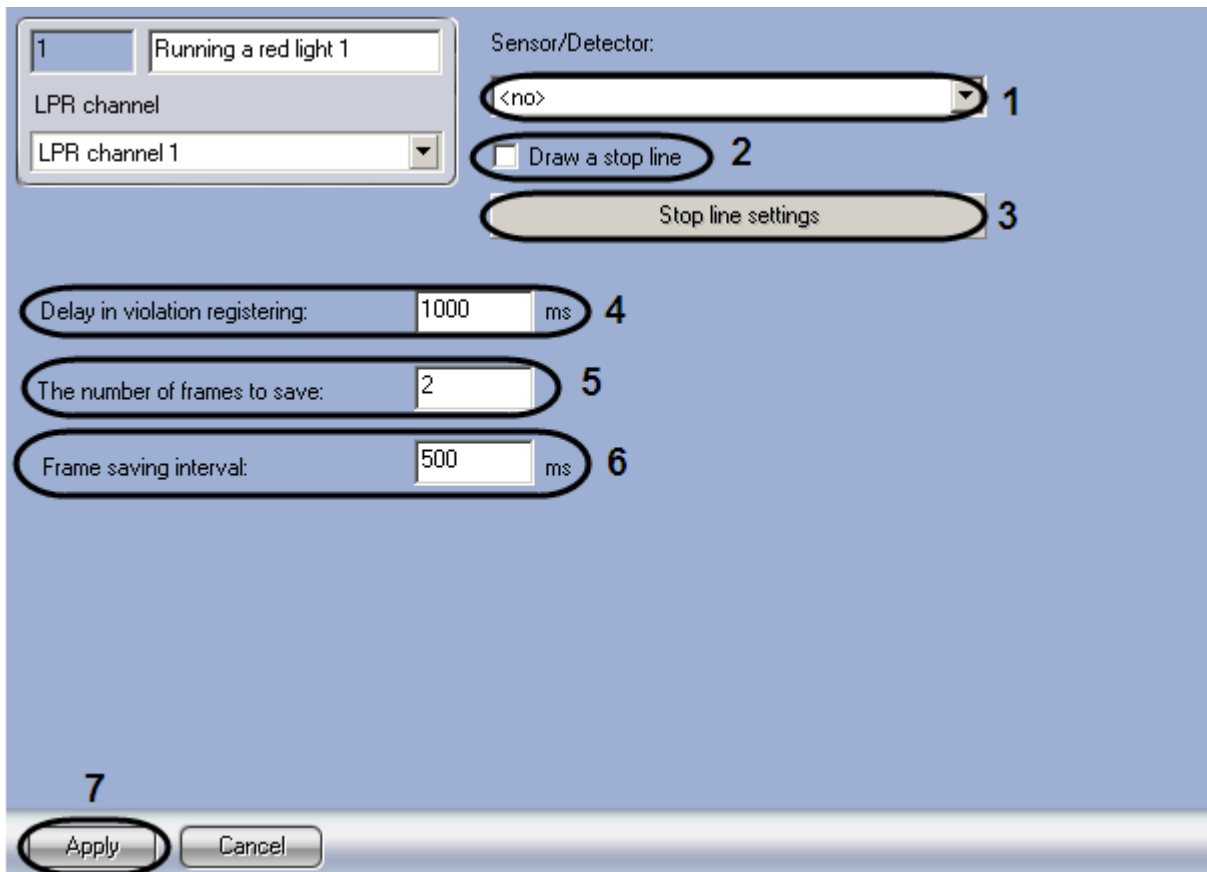 1
Running a red light 1
LPR channel
LPR channel 1
Sensor/Detector:
<no>
1
Draw a stop line
2
Stop line settings
3
Delay in violation registering:
1000
ms
4
The number of frames to save:
2
5
Frame saving interval:
500
ms
6
7
Apply
Cancel